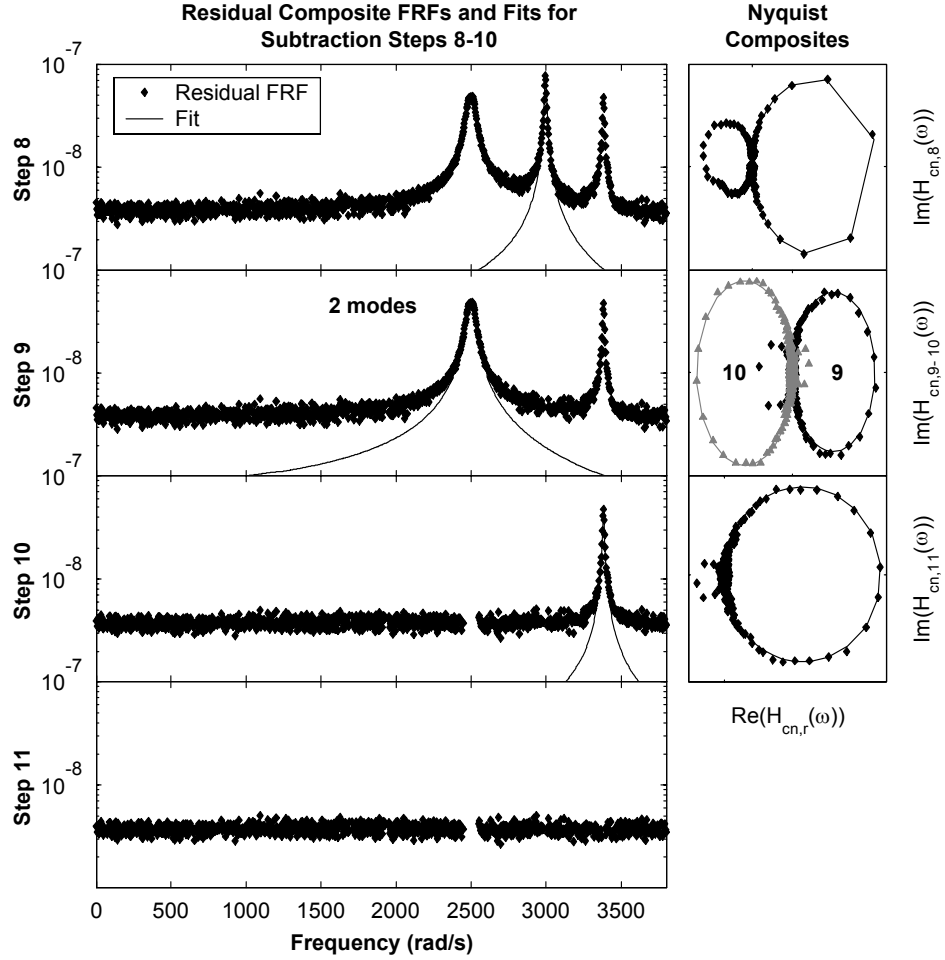 Residual Composite FRFs and Fits for
Subtraction Steps 8-10
Nyquist
Composites
Residual FRF
Fit
10^-7
10^-8
10^-7
Step 8
Im(H_cn,8(ω))
2 modes
10^-8
10^-7
Step 9
10
9
Im(H_cn,9-10(ω))
10
10^-8
10^-7
Step 10
Im(H_cn,11(ω))
Re(H_cn,r(ω))
10^-8
Step 11
0 500 1000 1500 2000 2500 3000 3500
Frequency (rad/s)